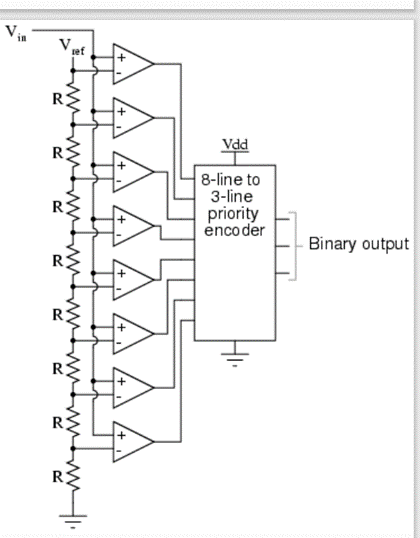 Vin
Vref
+
-
R
+
-
R
+
-
R
+
-
R
+
-
R
+
-
R
+
-
R
+
-
R
Vdd
8-line to
3-line
priority
encoder
Binary output